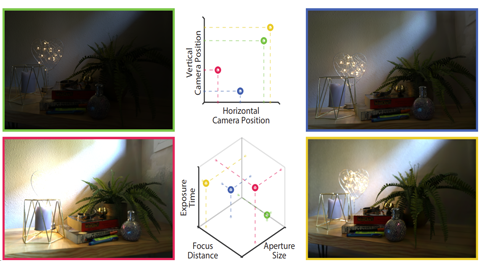 Vertical
Camera Position
Horizontal
Camera Position
Exposure
Time
Focus
Distance
Aperture
Size